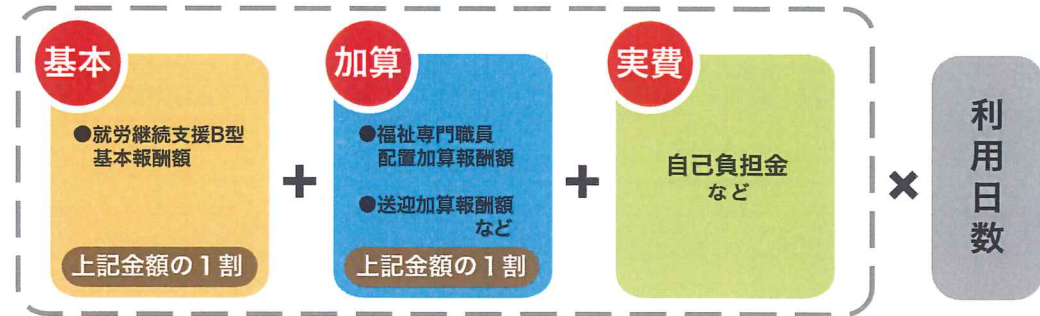 基本
●就労継続支援B型
基本報酬額
上記金額の1割
+
加算
●福祉専門職員
配置加算報酬額
●送迎加算報酬額
など
上記金額の1割
+
実費
自己負担金
など
×
利用日数